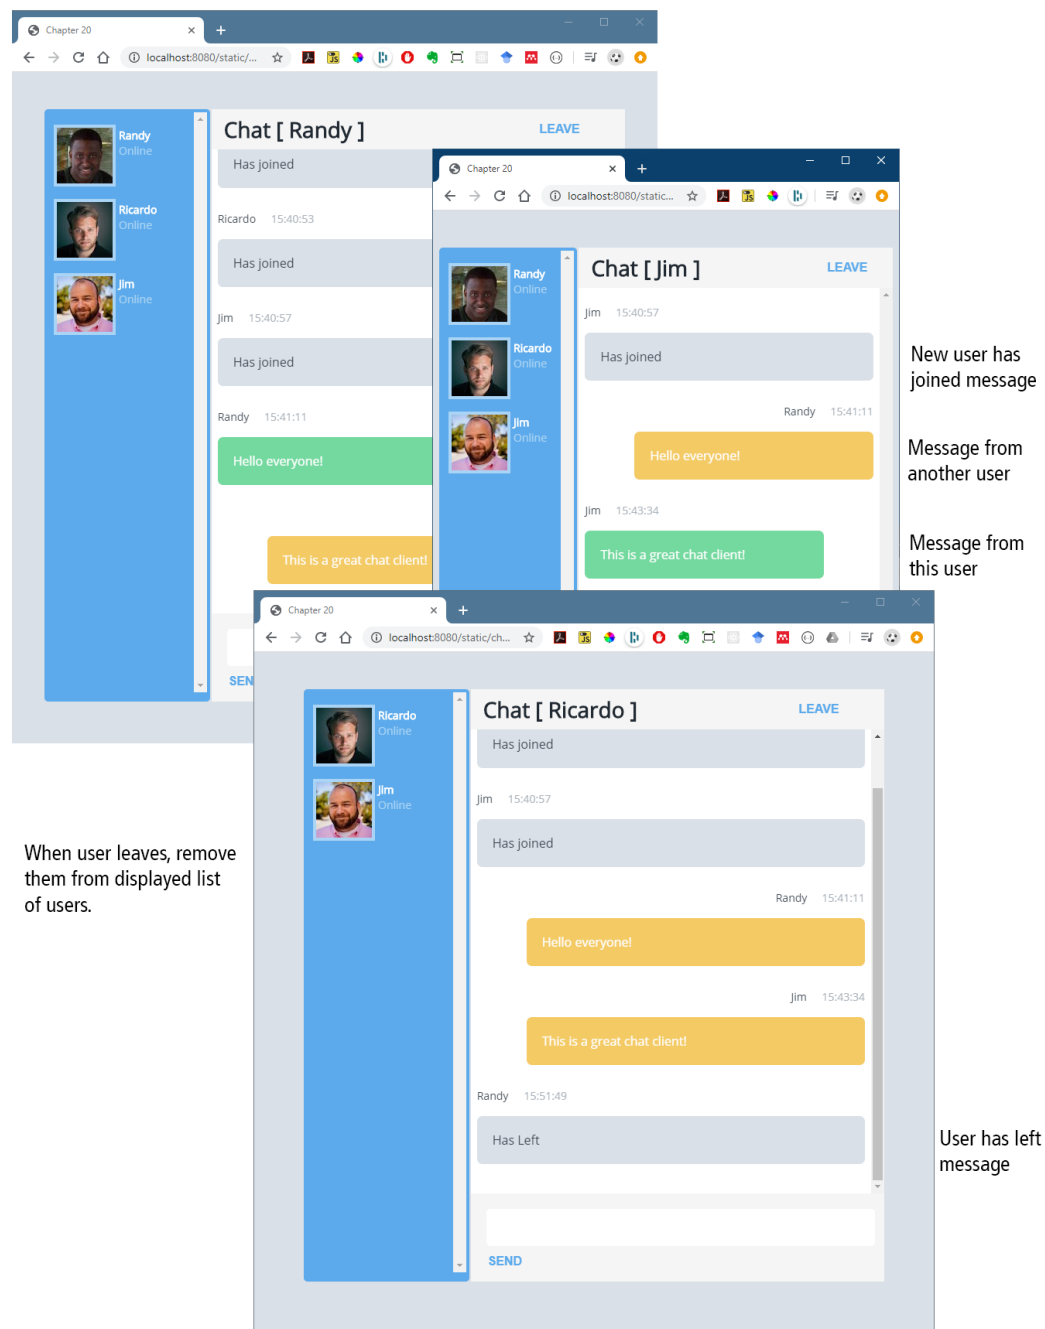 Chapter 20
localhost:8080/static/...
Randy
Online
Ricardo
Online
Jim
Online
Chat [ Randy ]
LEAVE
Has joined
Ricardo 15:40:53
Has joined
Jim 15:40:57
Has joined
Randy 15:41:11
Hello everyone!
This is a great chat client!
SEN
Chapter 20
localhost:8080/static...
Randy
Online
Ricardo
Online
Jim
Online
Chat [ Jim ]
LEAVE
Jim 15:40:57
Has joined
Randy 15:41:11
Hello everyone!
Jim 15:43:34
This is a great chat client!
New user has
joined message
Message from
another user
Message from
this user
Chapter 20
localhost:8080/static/ch...
Ricardo
Online
Jim
Online
Chat [ Ricardo ]
LEAVE
Has joined
Jim 15:40:57
Has joined
Randy 15:41:11
Hello everyone!
Jim 15:43:34
This is a great chat client!
Randy 15:51:49
Has Left
SEND
When user leaves, remove
them from displayed list
of users.
User has left
message